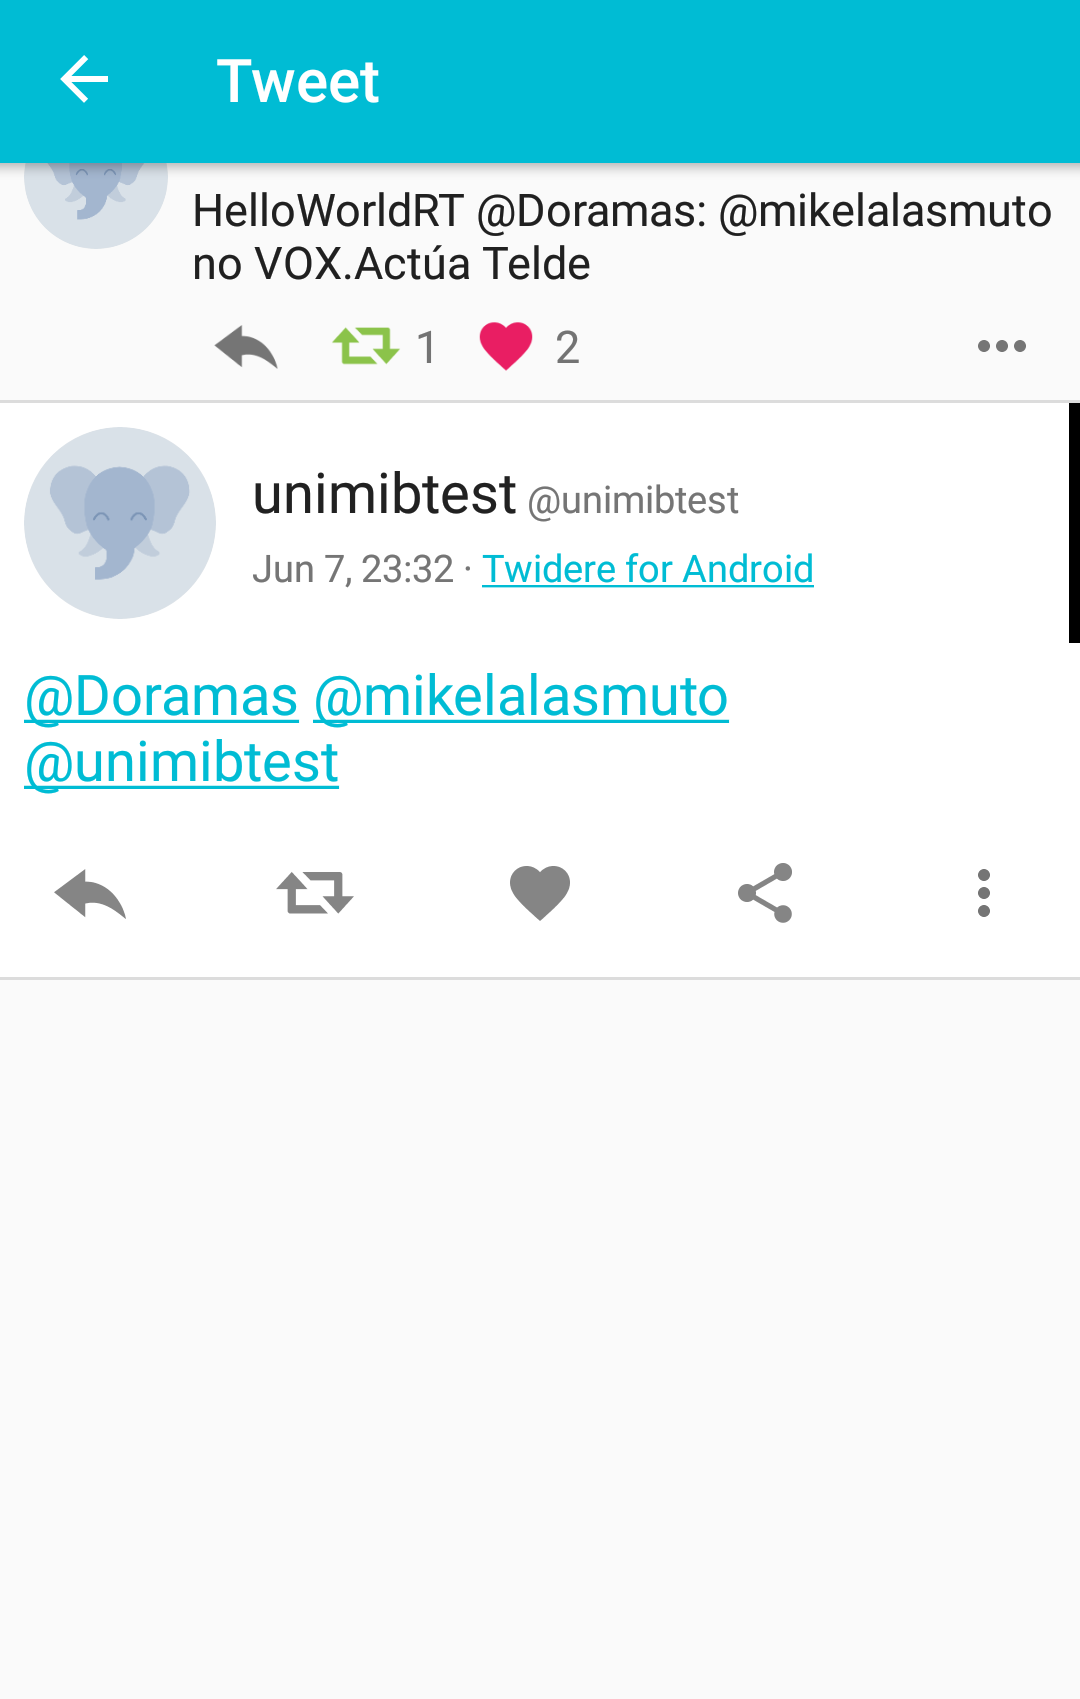 Tweet
HelloWorldRT @Doramas: @mikelalasmuto
no VOX.Actúa Telde
1 2
unimibtest @unimibtest
Jun 7, 23:32 · Twidere for Android
@Doramas @mikelalasmuto
@unimibtest